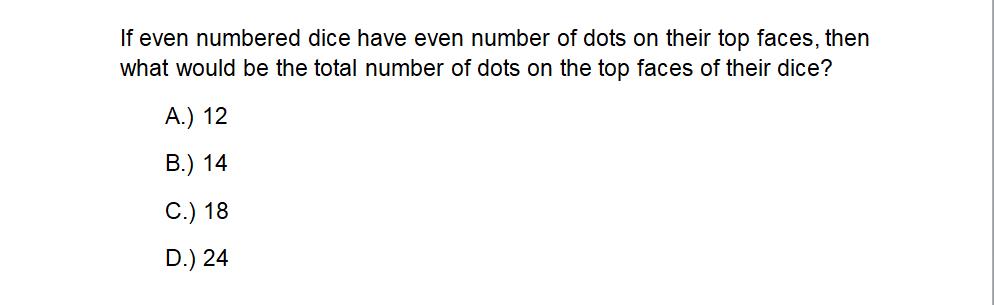 If even numbered dice have even number of dots on their top faces, then
what would be the total number of dots on the top faces of their dice?
A.) 12
B.) 14
C.) 18
D.) 24